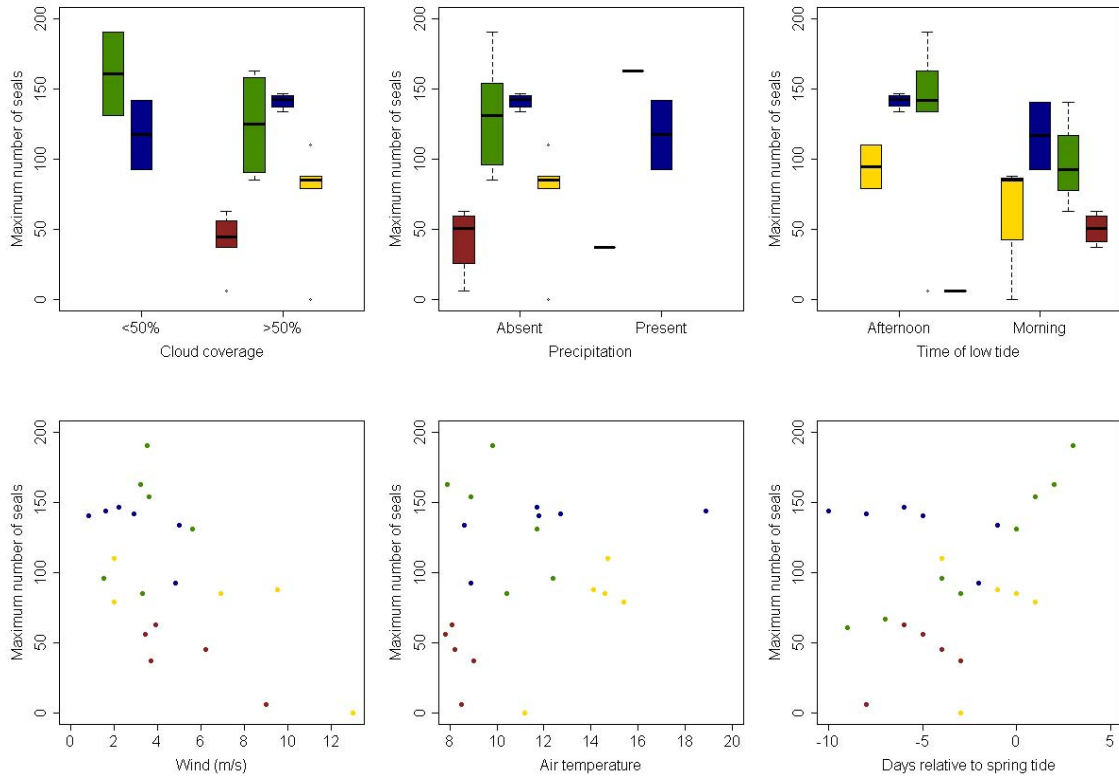 Maximum number of seals
200
150
100
50
0
<50% >50%
Cloud coverage
Maximum number of seals
200
150
100
50
0
Absent Present
Precipitation
Maximum number of seals
200
150
100
50
0
Afternoon Morning
Time of low tide
Maximum number of seals
200
150
100
50
0
0 2 4 6 8 10 12
Wind (m/s)
Maximum number of seals
200
150
100
50
0
8 10 12 14 16 18 20
Air temperature
Maximum number of seals
200
150
100
50
0
-10 -5 0 5
Days relative to spring tide